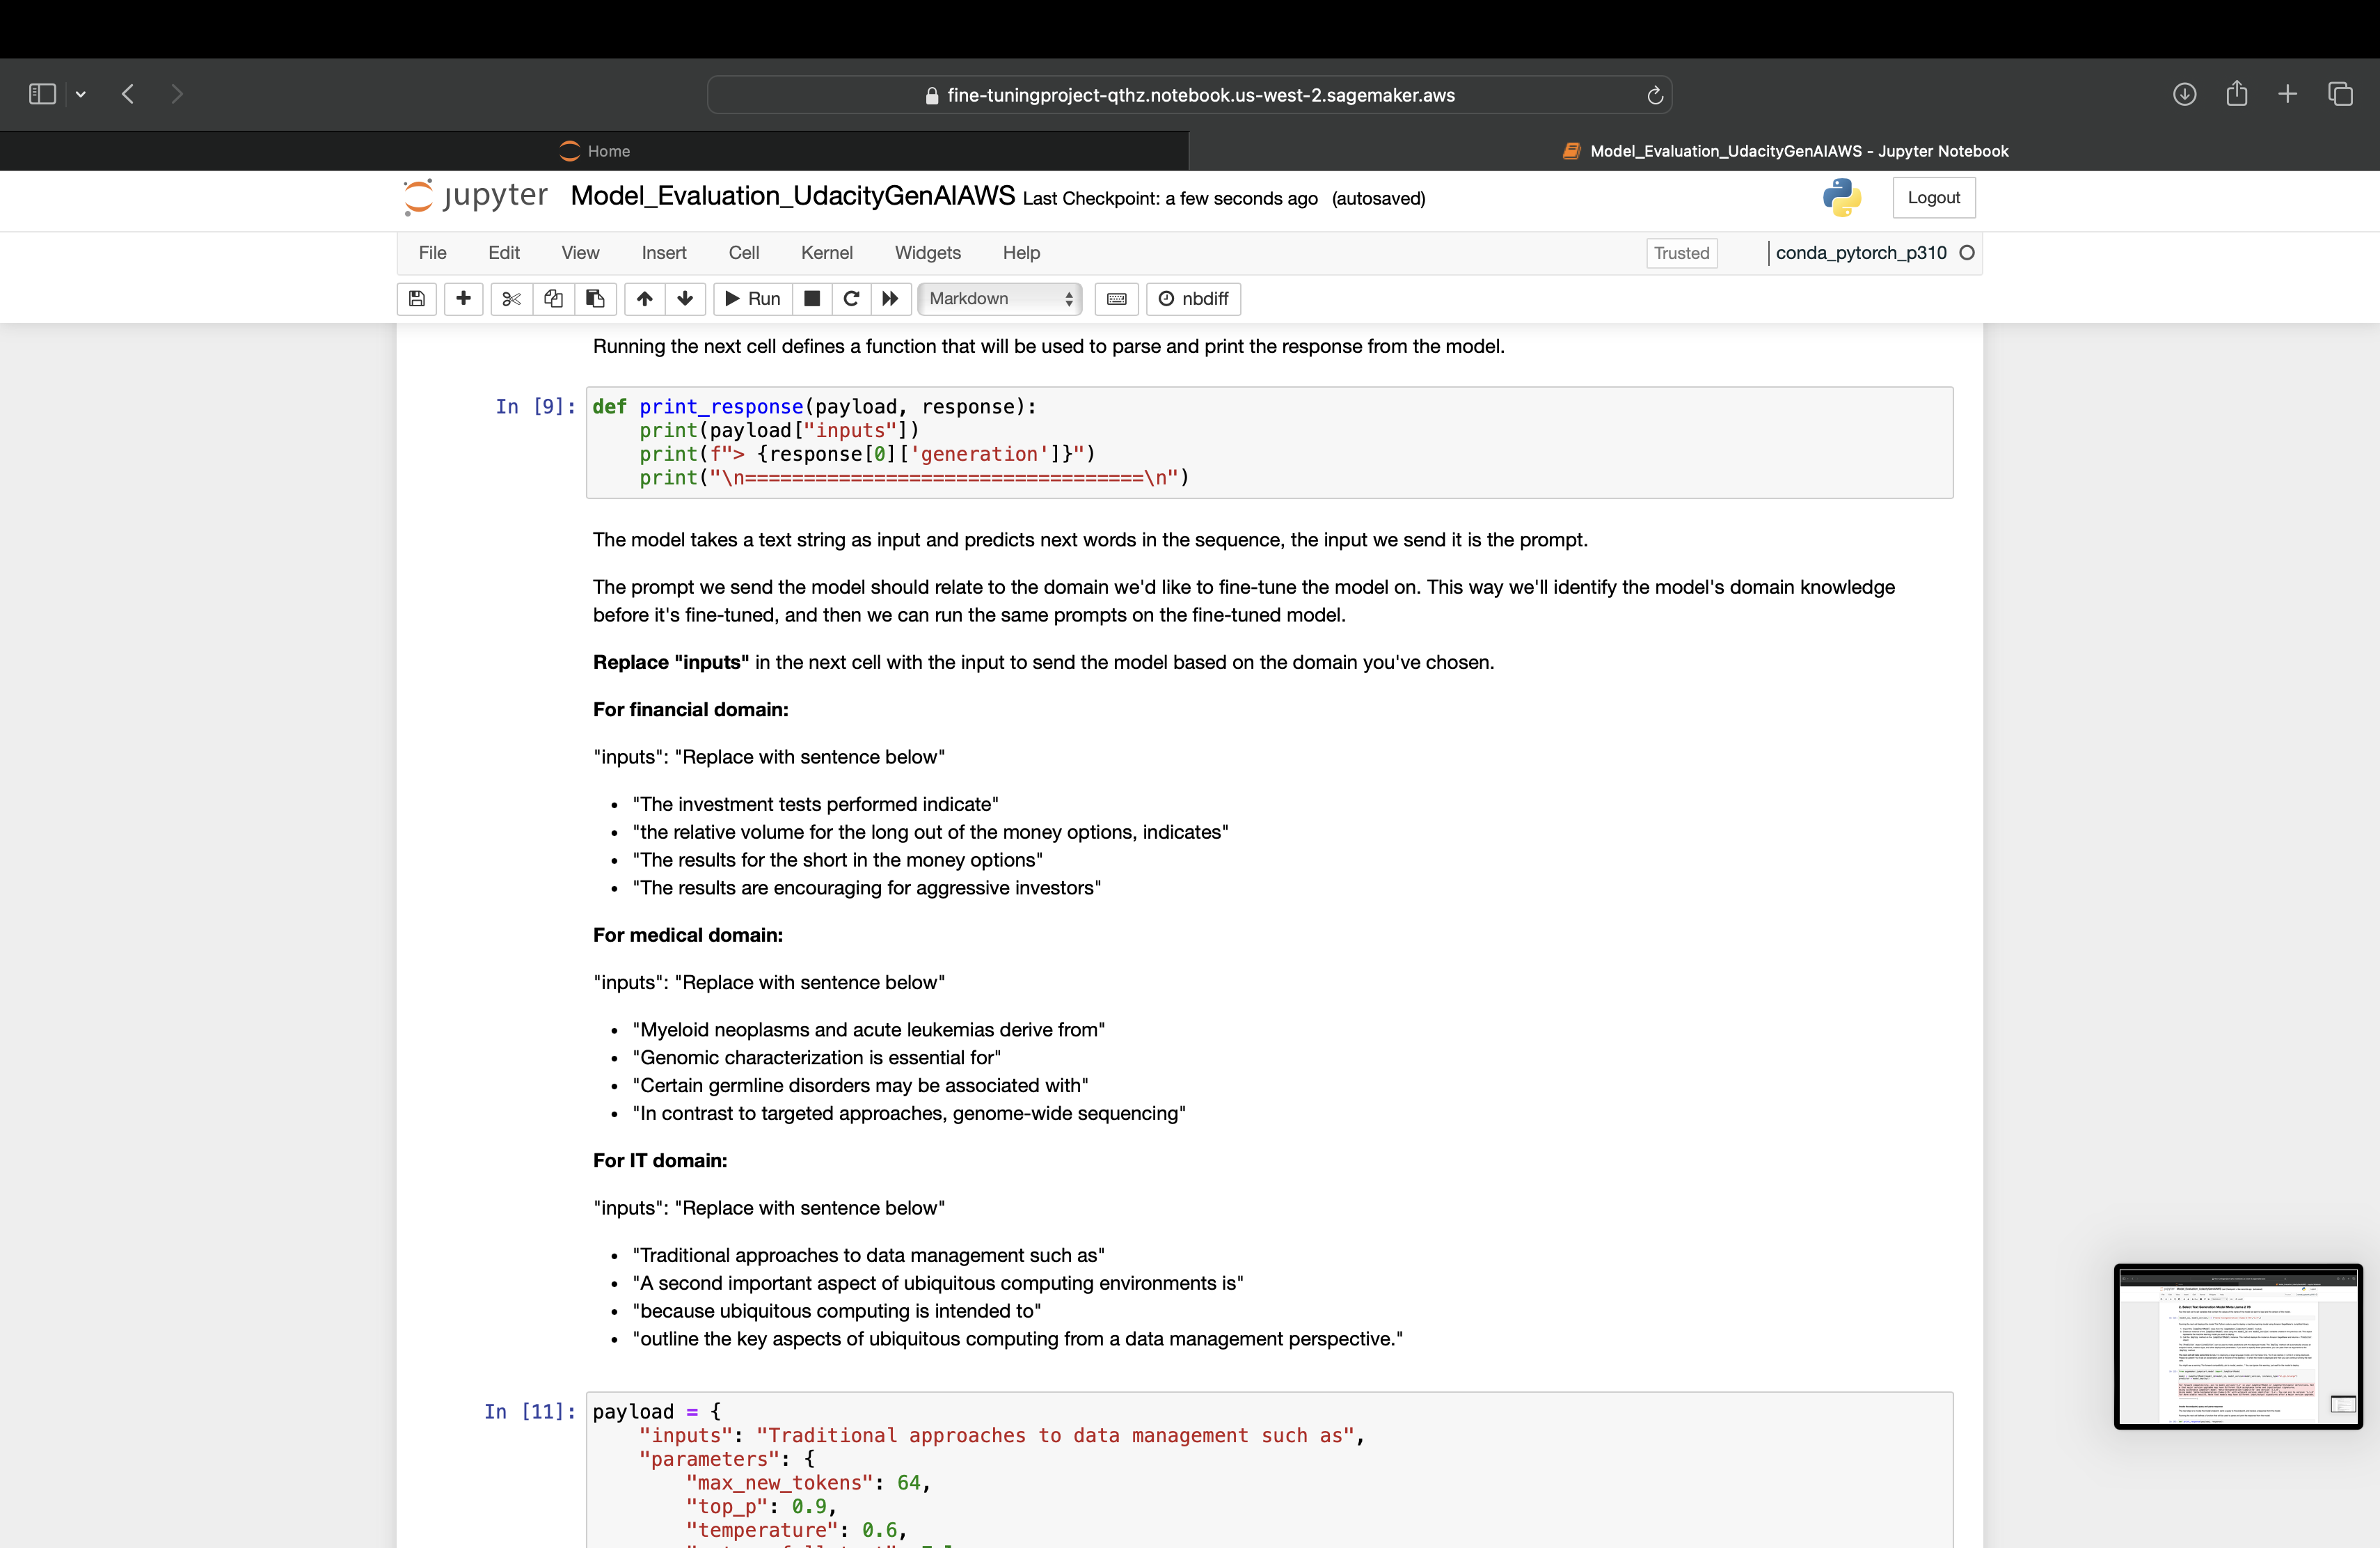 fine-tuningproject-qthz.notebook.us-west-2.sagemaker.aws
Home
Model_Evaluation_UdacityGenAIAWS - Jupyter Notebook
jupyter Model_Evaluation_UdacityGenAIAWS Last Checkpoint: a few seconds ago (autosaved)
Logout
File Edit View Insert Cell Kernel Widgets Help
Trusted
conda_pytorch_p310
Run
Markdown
nbdiff
Running the next cell defines a function that will be used to parse and print the response from the model.
In [9]: def print_response(payload, response):
print(payload["inputs"])
print(f"> {response[0]['generation']}")
print("\n==================================\n")
The model takes a text string as input and predicts next words in the sequence, the input we send it is the prompt.
The prompt we send the model should relate to the domain we'd like to fine-tune the model on. This way we'll identify the model's domain knowledge
before it's fine-tuned, and then we can run the same prompts on the fine-tuned model.
Replace "inputs" in the next cell with the input to send the model based on the domain you've chosen.
For financial domain:
"inputs": "Replace with sentence below"
• "The investment tests performed indicate"
• "the relative volume for the long out of the money options, indicates"
• "The results for the short in the money options"
• "The results are encouraging for aggressive investors"
For medical domain:
"inputs": "Replace with sentence below"
• "Myeloid neoplasms and acute leukemias derive from"
• "Genomic characterization is essential for"
• "Certain germline disorders may be associated with"
• "In contrast to targeted approaches, genome-wide sequencing"
For IT domain:
"inputs": "Replace with sentence below"
• "Traditional approaches to data management such as"
• "A second important aspect of ubiquitous computing environments is"
• "because ubiquitous computing is intended to"
• "outline the key aspects of ubiquitous computing from a data management perspective."
In [11]: payload = {
"inputs": "Traditional approaches to data management such as",
"parameters": {
"max_new_tokens": 64,
"top_p": 0.9,
"temperature": 0.6,